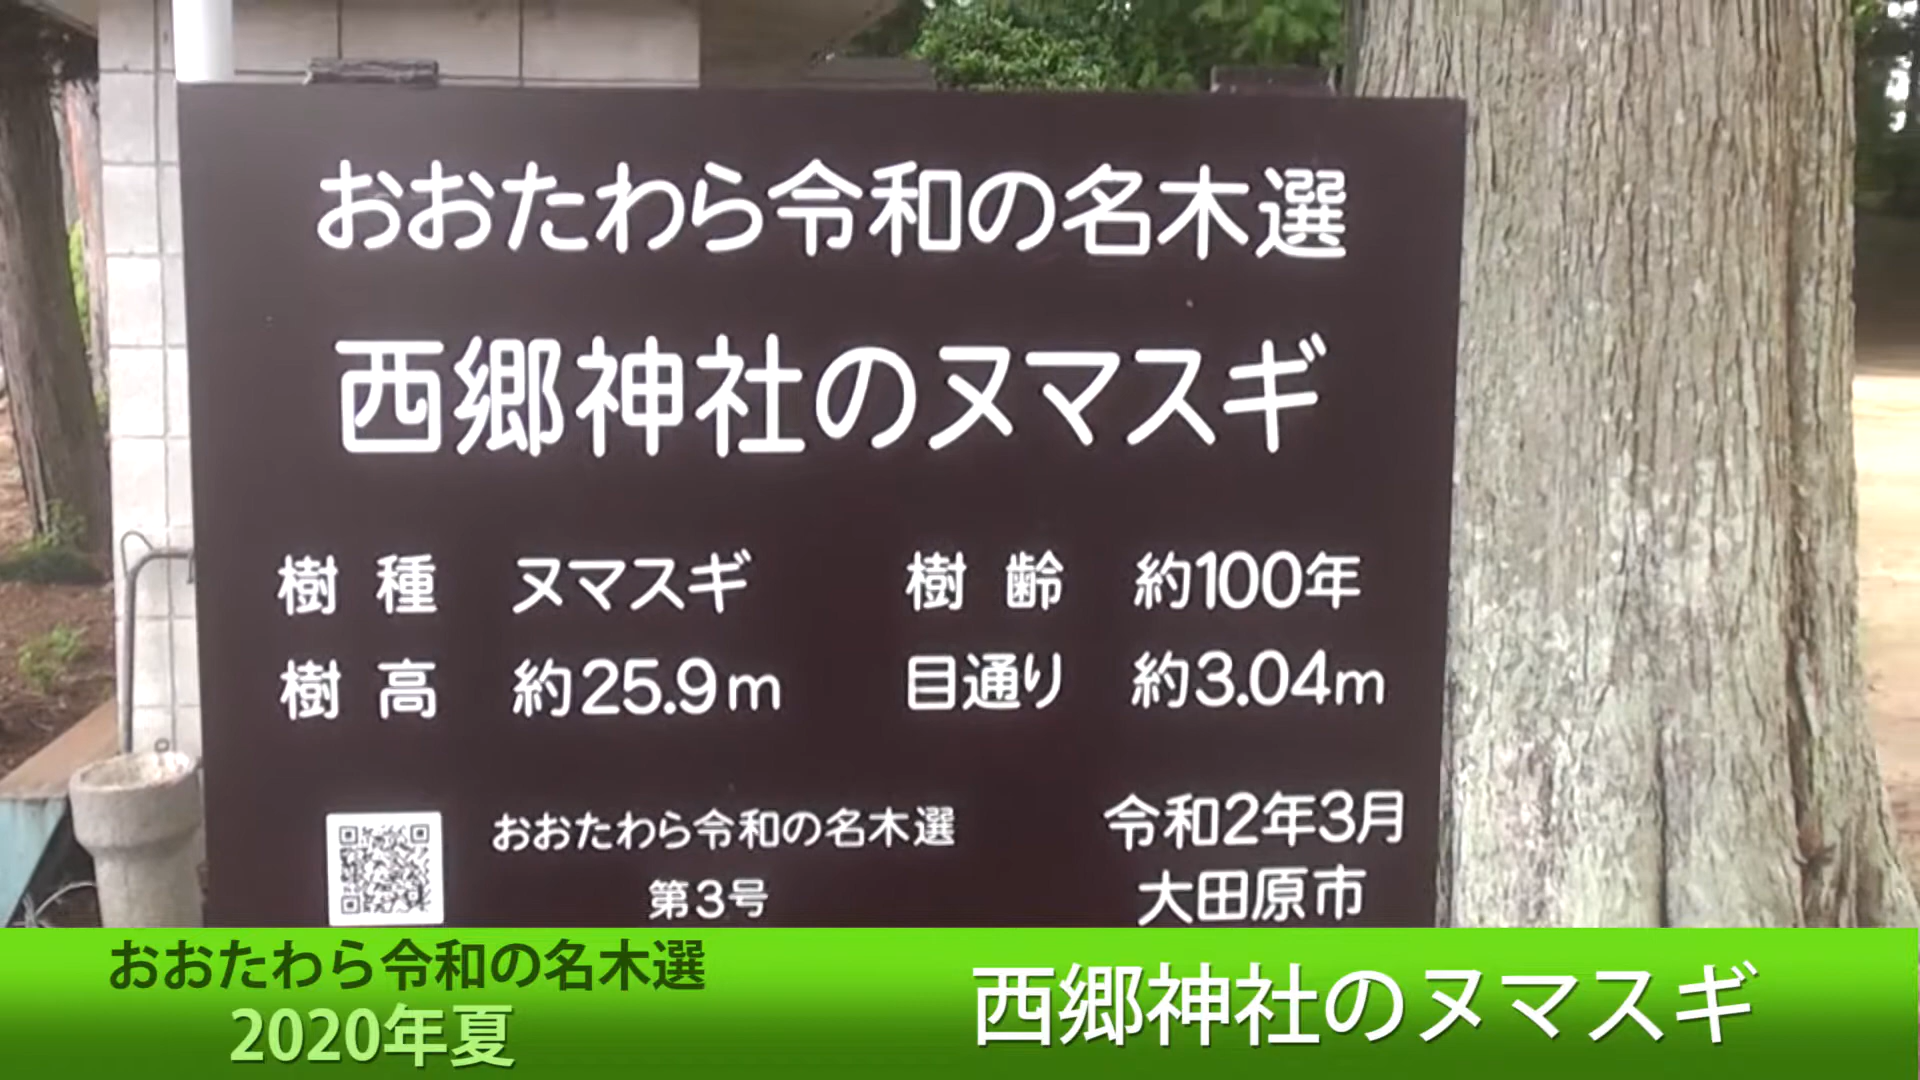 おおたわら令和の名木選
西郷神社のヌマスギ
樹種 ヌマスギ 樹齢 約100年
樹高 約25.9m 目通り 約3.04m
おおたわら令和の名木選
第3号
令和2年3月
大田原市
おおたわら令和の名木選
2020年夏
西郷神社のヌマスギ